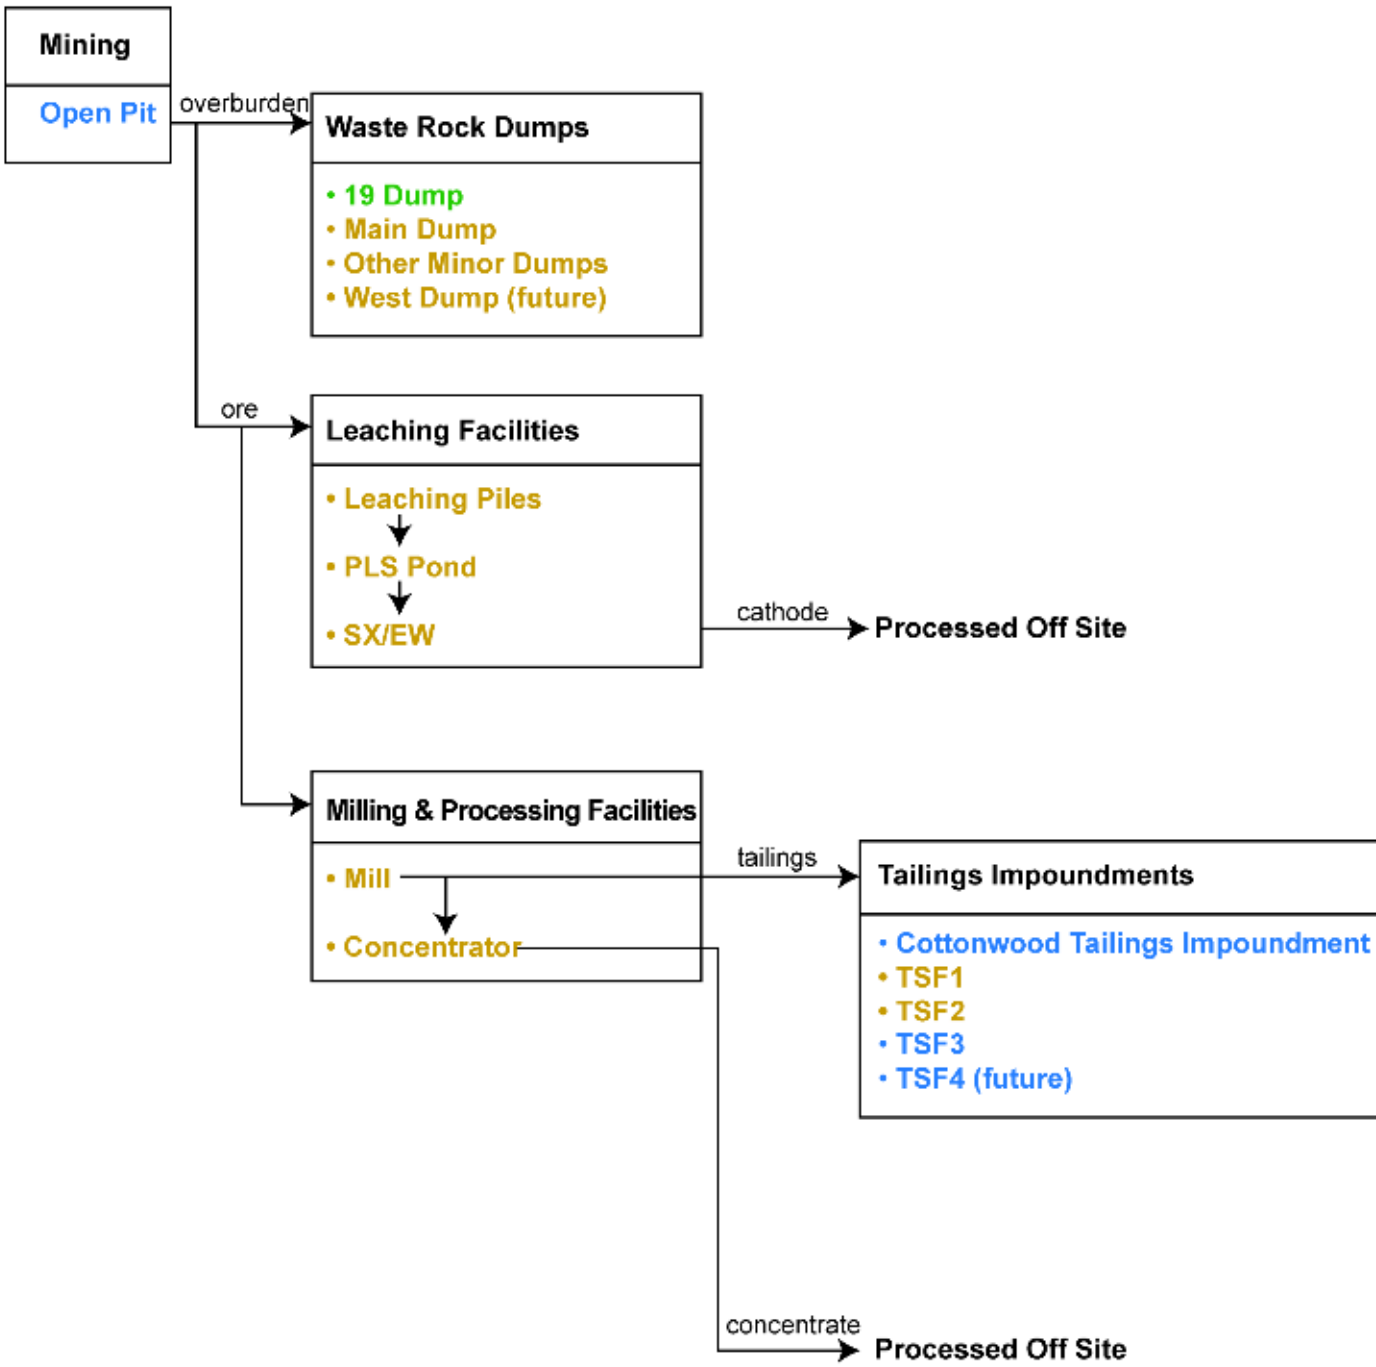 Mining
Open Pit
overburden
Waste Rock Dumps
• 19 Dump
• Main Dump
• Other Minor Dumps
• West Dump (future)
ore
Leaching Facilities
• Leaching Piles
• PLS Pond
• SX/EW
cathode
Processed Off Site
Milling & Processing Facilities
• Mill
• Concentrator
tailings
Tailings Impoundments
• Cottonwood Tailings Impoundment
• TSF1
• TSF2
• TSF3
• TSF4 (future)
concentrate
Processed Off Site